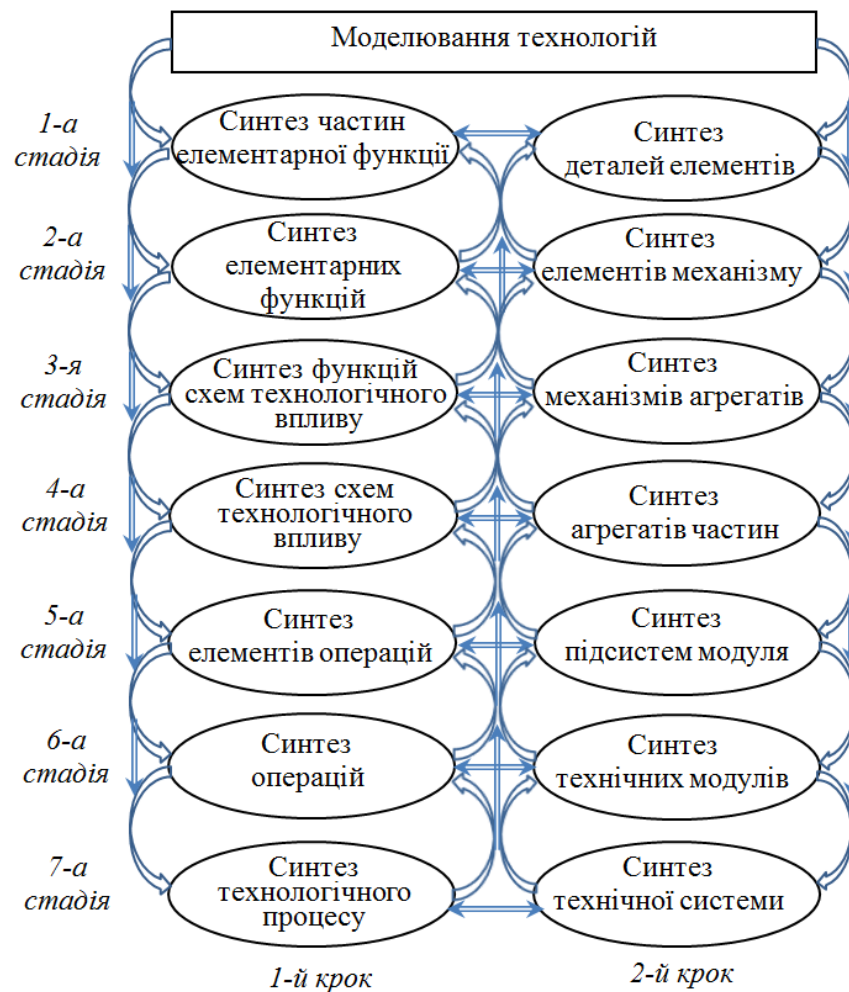 Моделювання технологій
1-а
стадія
Синтез частин
елементарної функції
Синтез
деталей елементів
2-а
стадія
Синтез
елементарних
функцій
Синтез
елементів механізму
3-я
стадія
Синтез функцій
схем технологічного
впливу
Синтез
механізмів агрегатів
4-а
стадія
Синтез схем
технологічного
впливу
Синтез
агрегатів частин
5-а
стадія
Синтез
елементів операцій
Синтез
підсистем модуля
6-а
стадія
Синтез
операцій
Синтез
технічних модулів
7-а
стадія
Синтез
технологічного
процесу
Синтез
технічної системи
1-й крок
2-й крок